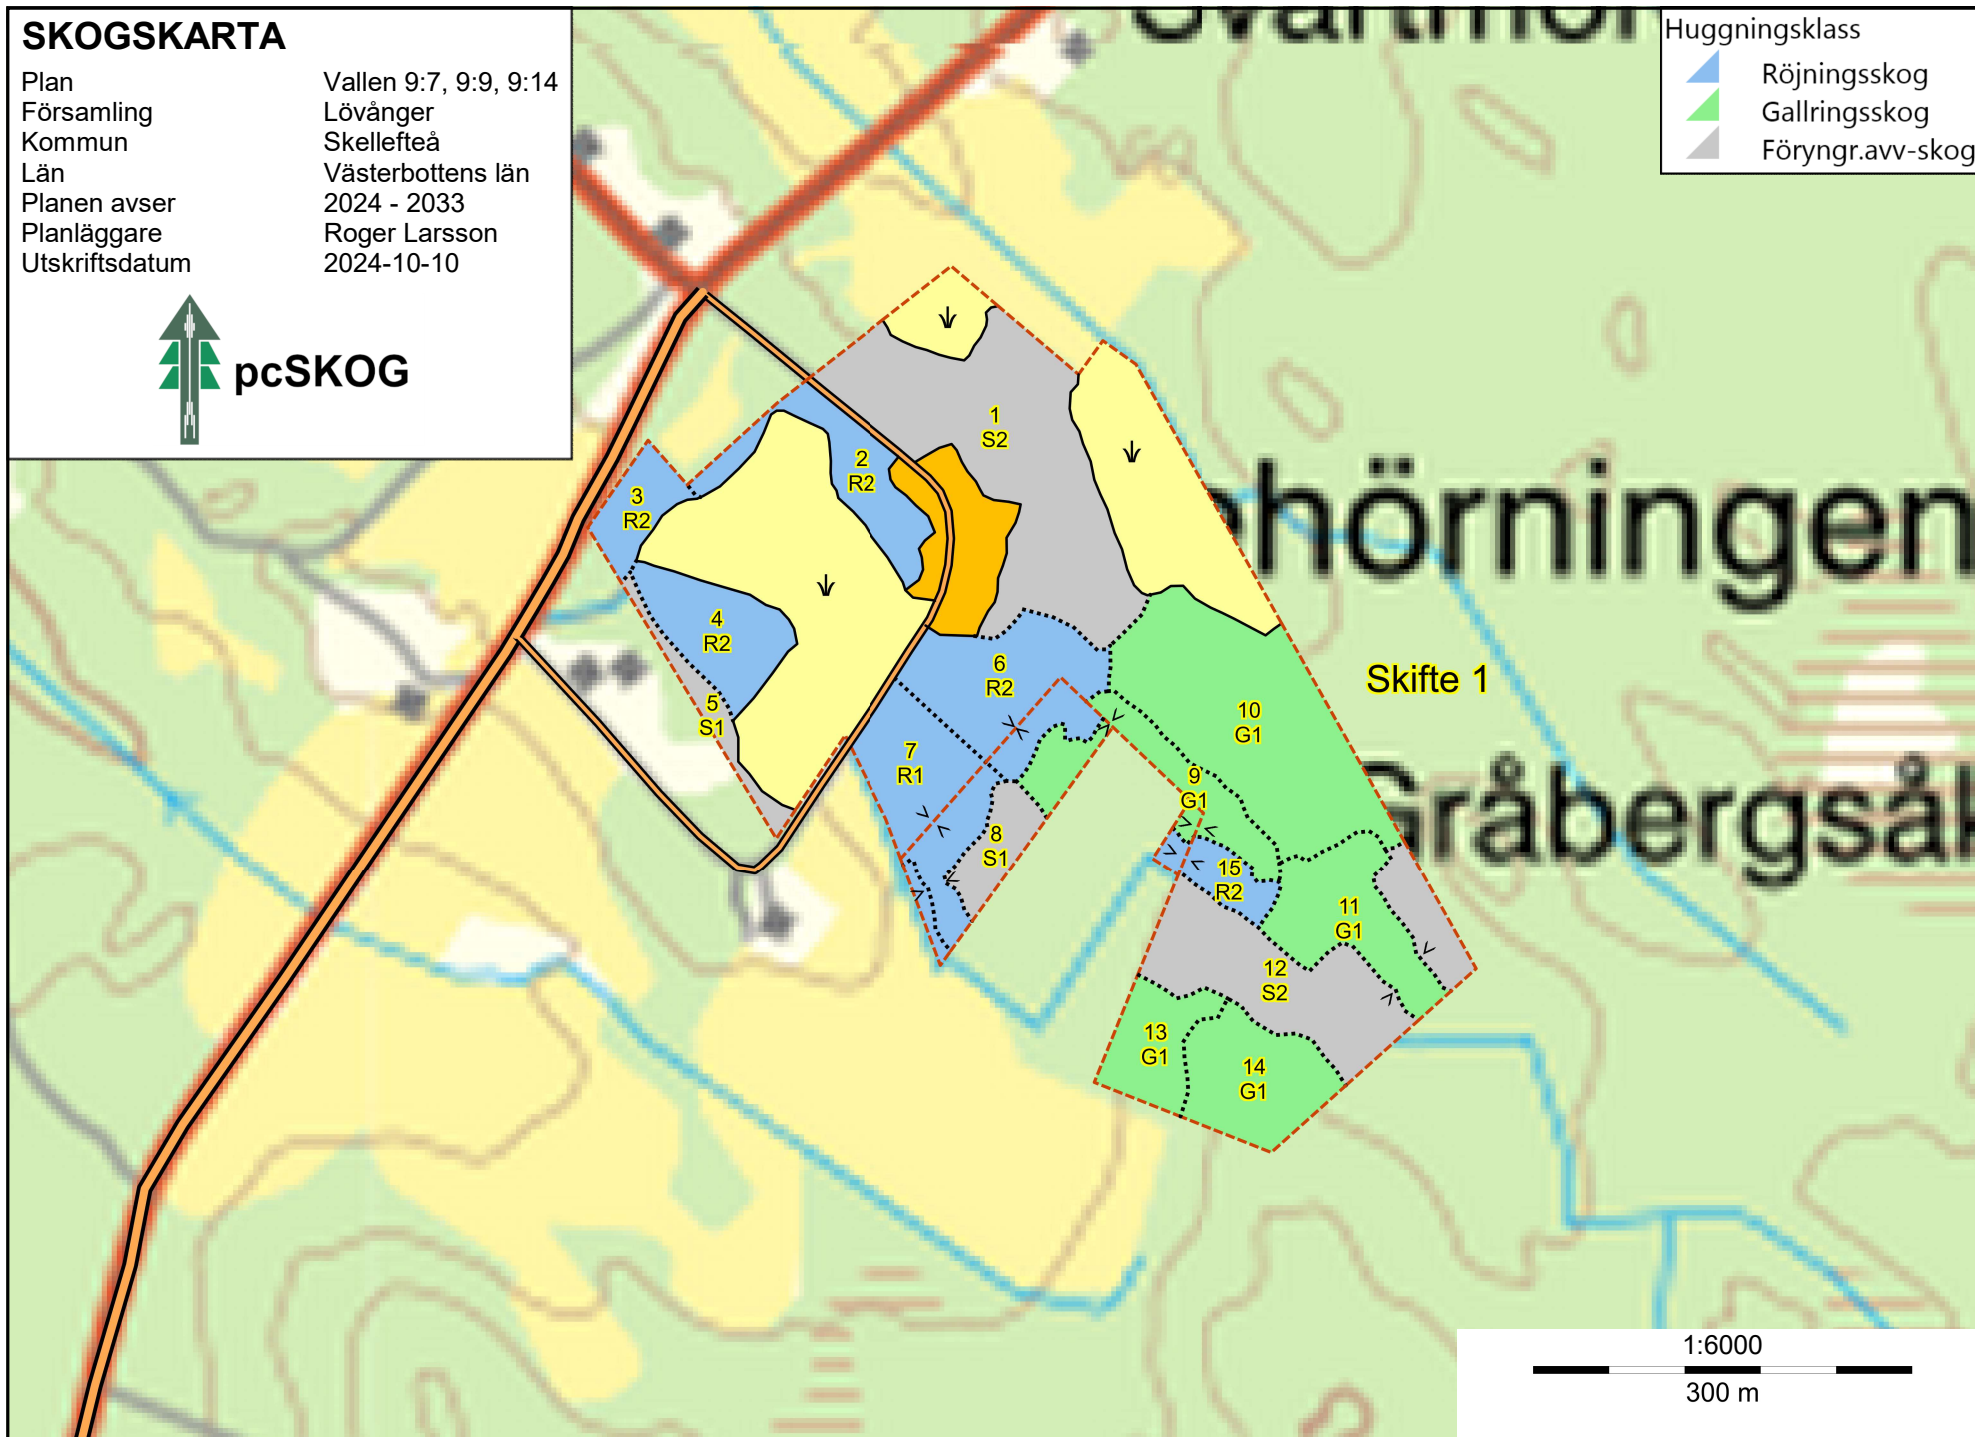 SKOGSKARTA
Plan Vallen 9:7, 9:9, 9:14
Församling Lövånger
Kommun Skellefteå
Län Västerbottens län
Planen avser 2024 - 2033
Planläggare Roger Larsson
Utskriftsdatum 2024-10-10
pcSKOG
Huggningsklass
Röjningsskog
Gallringsskog
Föryngr.avv-skog
1
S2
2
R2
3
R2
4
R2
5
S1
6
R2
7
R1
8
S1
9
G1
10
G1
11
G1
12
S2
13
G1
14
G1
15
R2
Skifte 1
1:6000
300 m